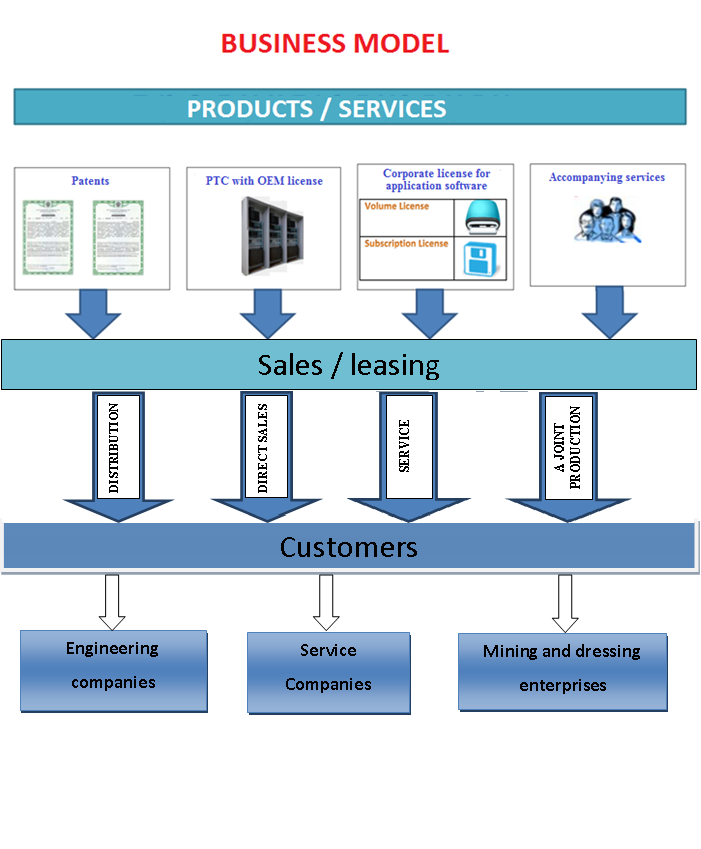 BUSINESS MODEL
PRODUCTS / SERVICES
Patents
PTC with OEM license
Corporate license for
application software
Volume License
Subscription License
Accompanying services
Sales / leasing
DISTRIBUTION
DIRECT SALES
SERVICE
A JOINT
PRODUCTION
Customers
Engineering
companies
Service
Companies
Mining and dressing
enterprises